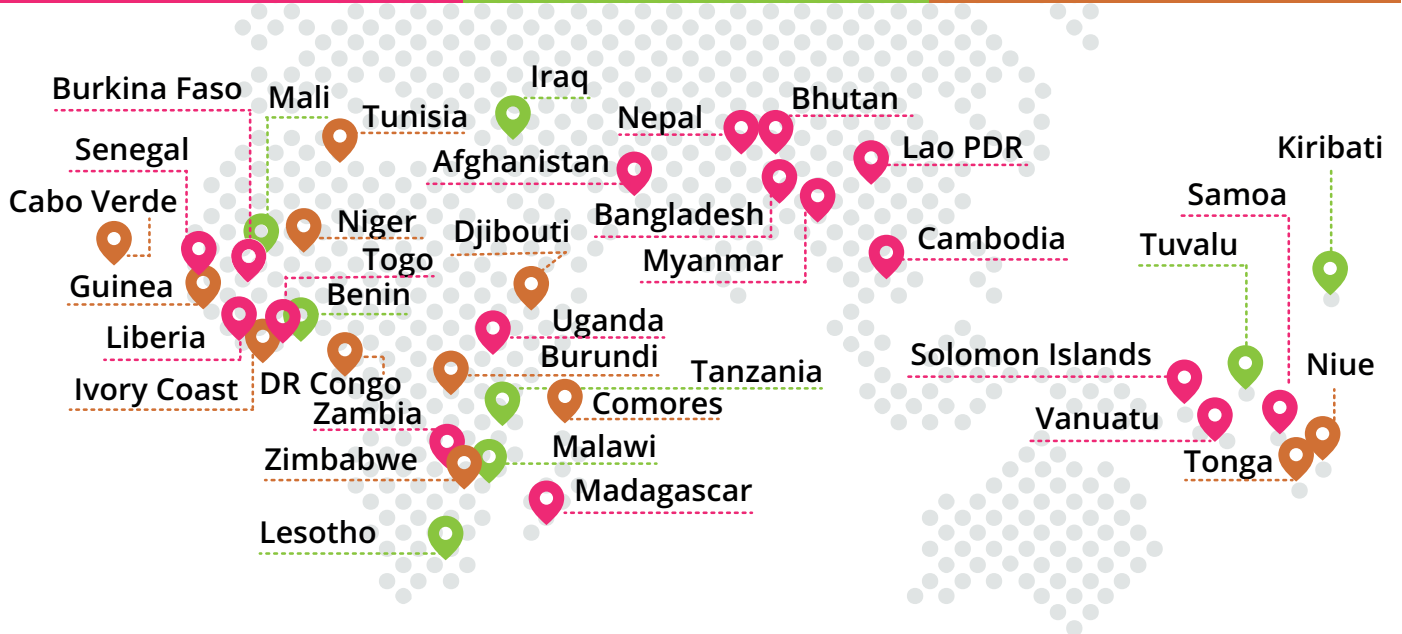 Iraq
Burkina Faso
Mali
Bhutan
Tunisia
Nepal
Senegal
Afghanistan
Lao PDR
Kiribati
Cabo Verde
Samoa
Niger
Djibouti
Bangladesh
Cambodia
Tuvalu
Togo
Myanmar
Guinea
Benin
Uganda
Liberia
Burundi
Solomon Islands
Niue
Tanzania
Ivory Coast
DR Congo
Comores
Zambia
Vanuatu
Zimbabwe
Malawi
Tonga
Madagascar
Lesotho